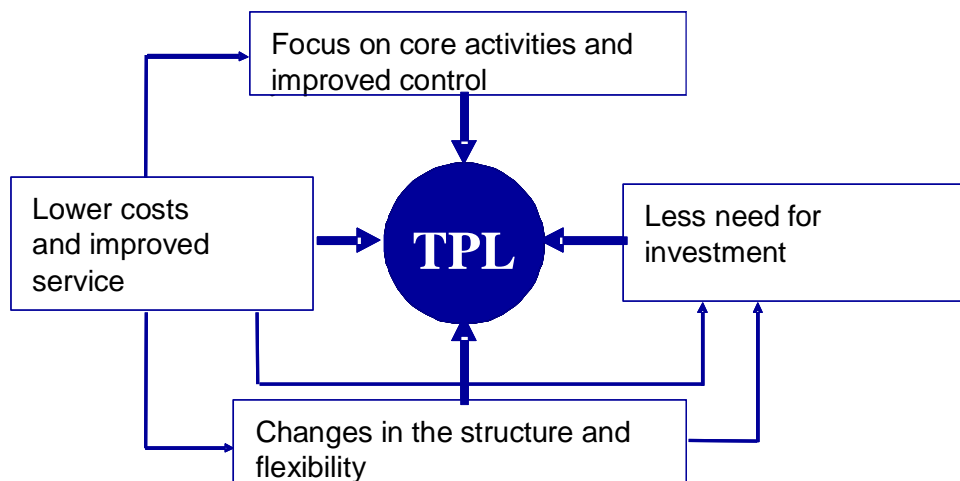 Focus on core activities and
improved control
Lower costs
and improved
service
TPL
Less need for
investment
Changes in the structure and
flexibility